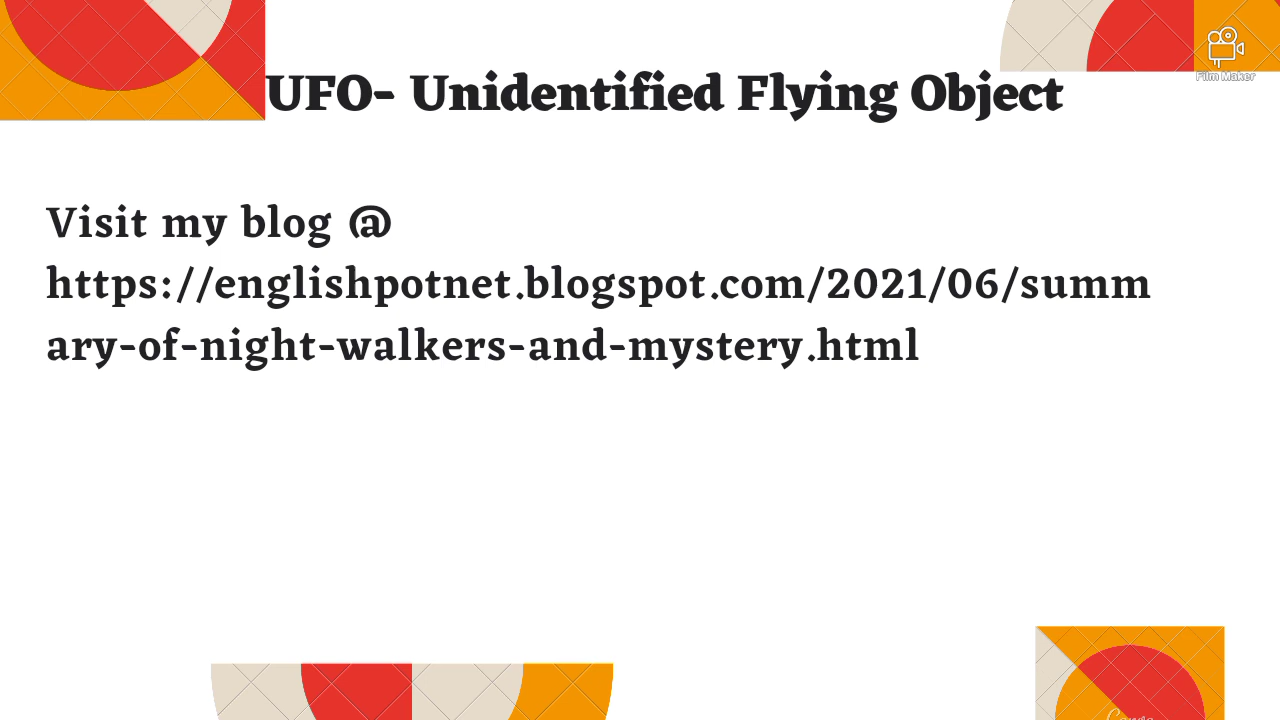 Film Maker
UFO- Unidentified Flying Object
Visit my blog @
https://englishpotnet.blogspot.com/2021/06/summ
ary-of-night-walkers-and-mystery.html